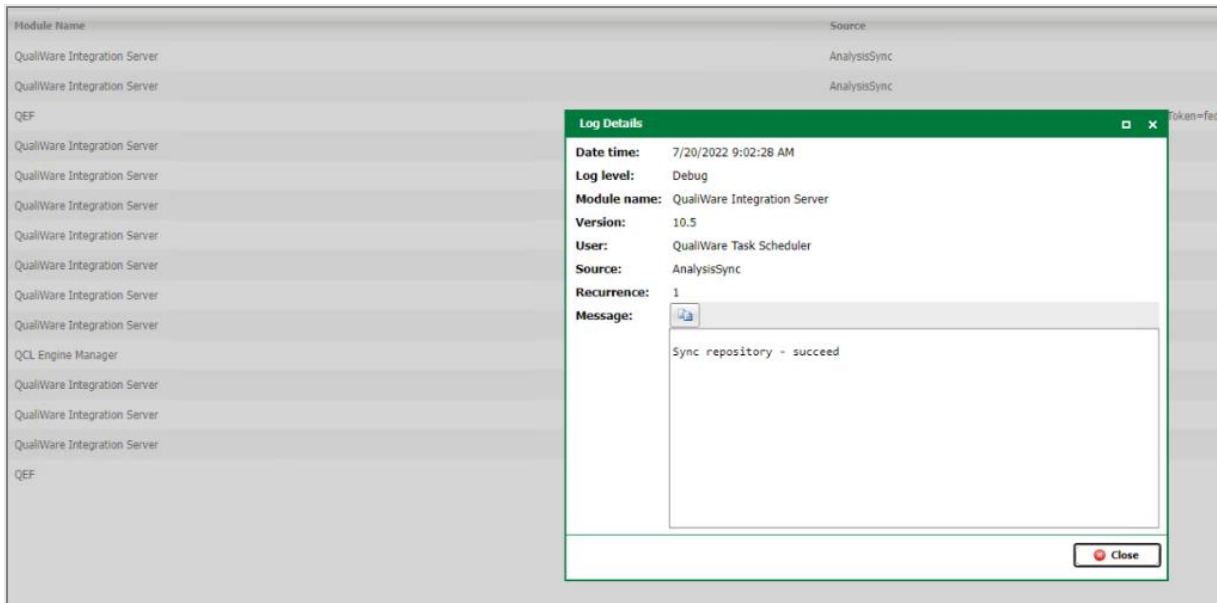 Module Name Source
QualiWare Integration Server AnalysisSync
QualiWare Integration Server AnalysisSync
QEF Token=fed
QualiWare Integration Server
QualiWare Integration Server
QualiWare Integration Server
QualiWare Integration Server
QualiWare Integration Server
QualiWare Integration Server
QualiWare Integration Server
QCL Engine Manager
QualiWare Integration Server
QualiWare Integration Server
QualiWare Integration Server
QEF
Log Details
Date time: 7/20/2022 9:02:28 AM
Log level: Debug
Module name: QualiWare Integration Server
Version: 10.5
User: QualiWare Task Scheduler
Source: AnalysisSync
Recurrence: 1
Message:
Sync repository - succeed
Close